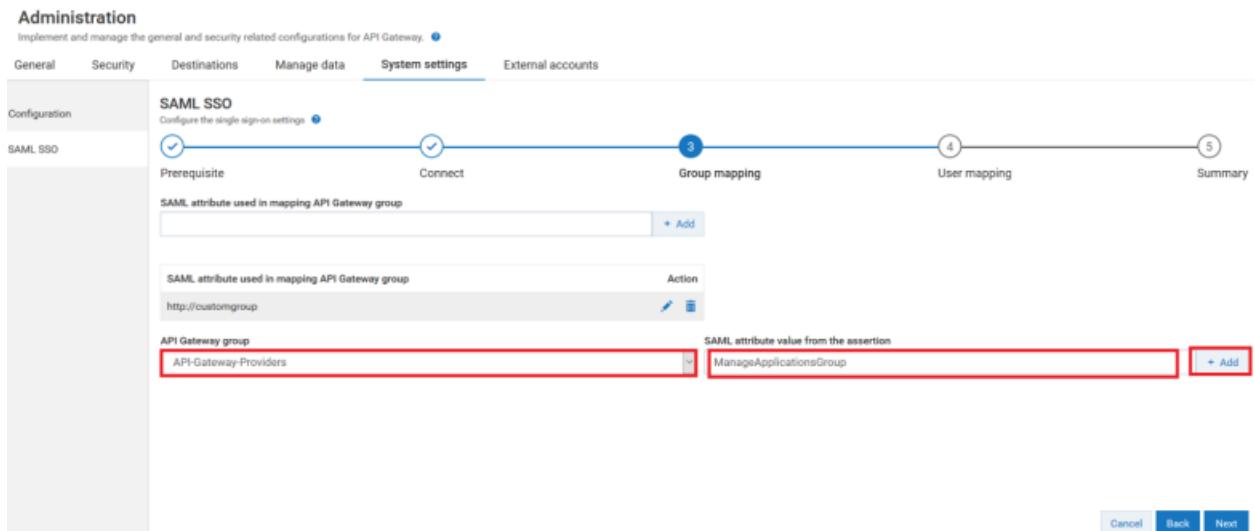 Administration
Implement and manage the general and security related configurations for API Gateway. ?
General Security Destinations Manage data System settings External accounts
Configuration
SAML SSO
SAML SSO
Configure the single sign-on settings ?
3 4 5
Prerequisite Connect Group mapping User mapping Summary
SAML attribute used in mapping API Gateway group
+ Add
SAML attribute used in mapping API Gateway group Action
http://customgroup
API Gateway group SAML attribute value from the assertion
API-Gateway-Providers ManageApplicationsGroup + Add
Cancel Back Next